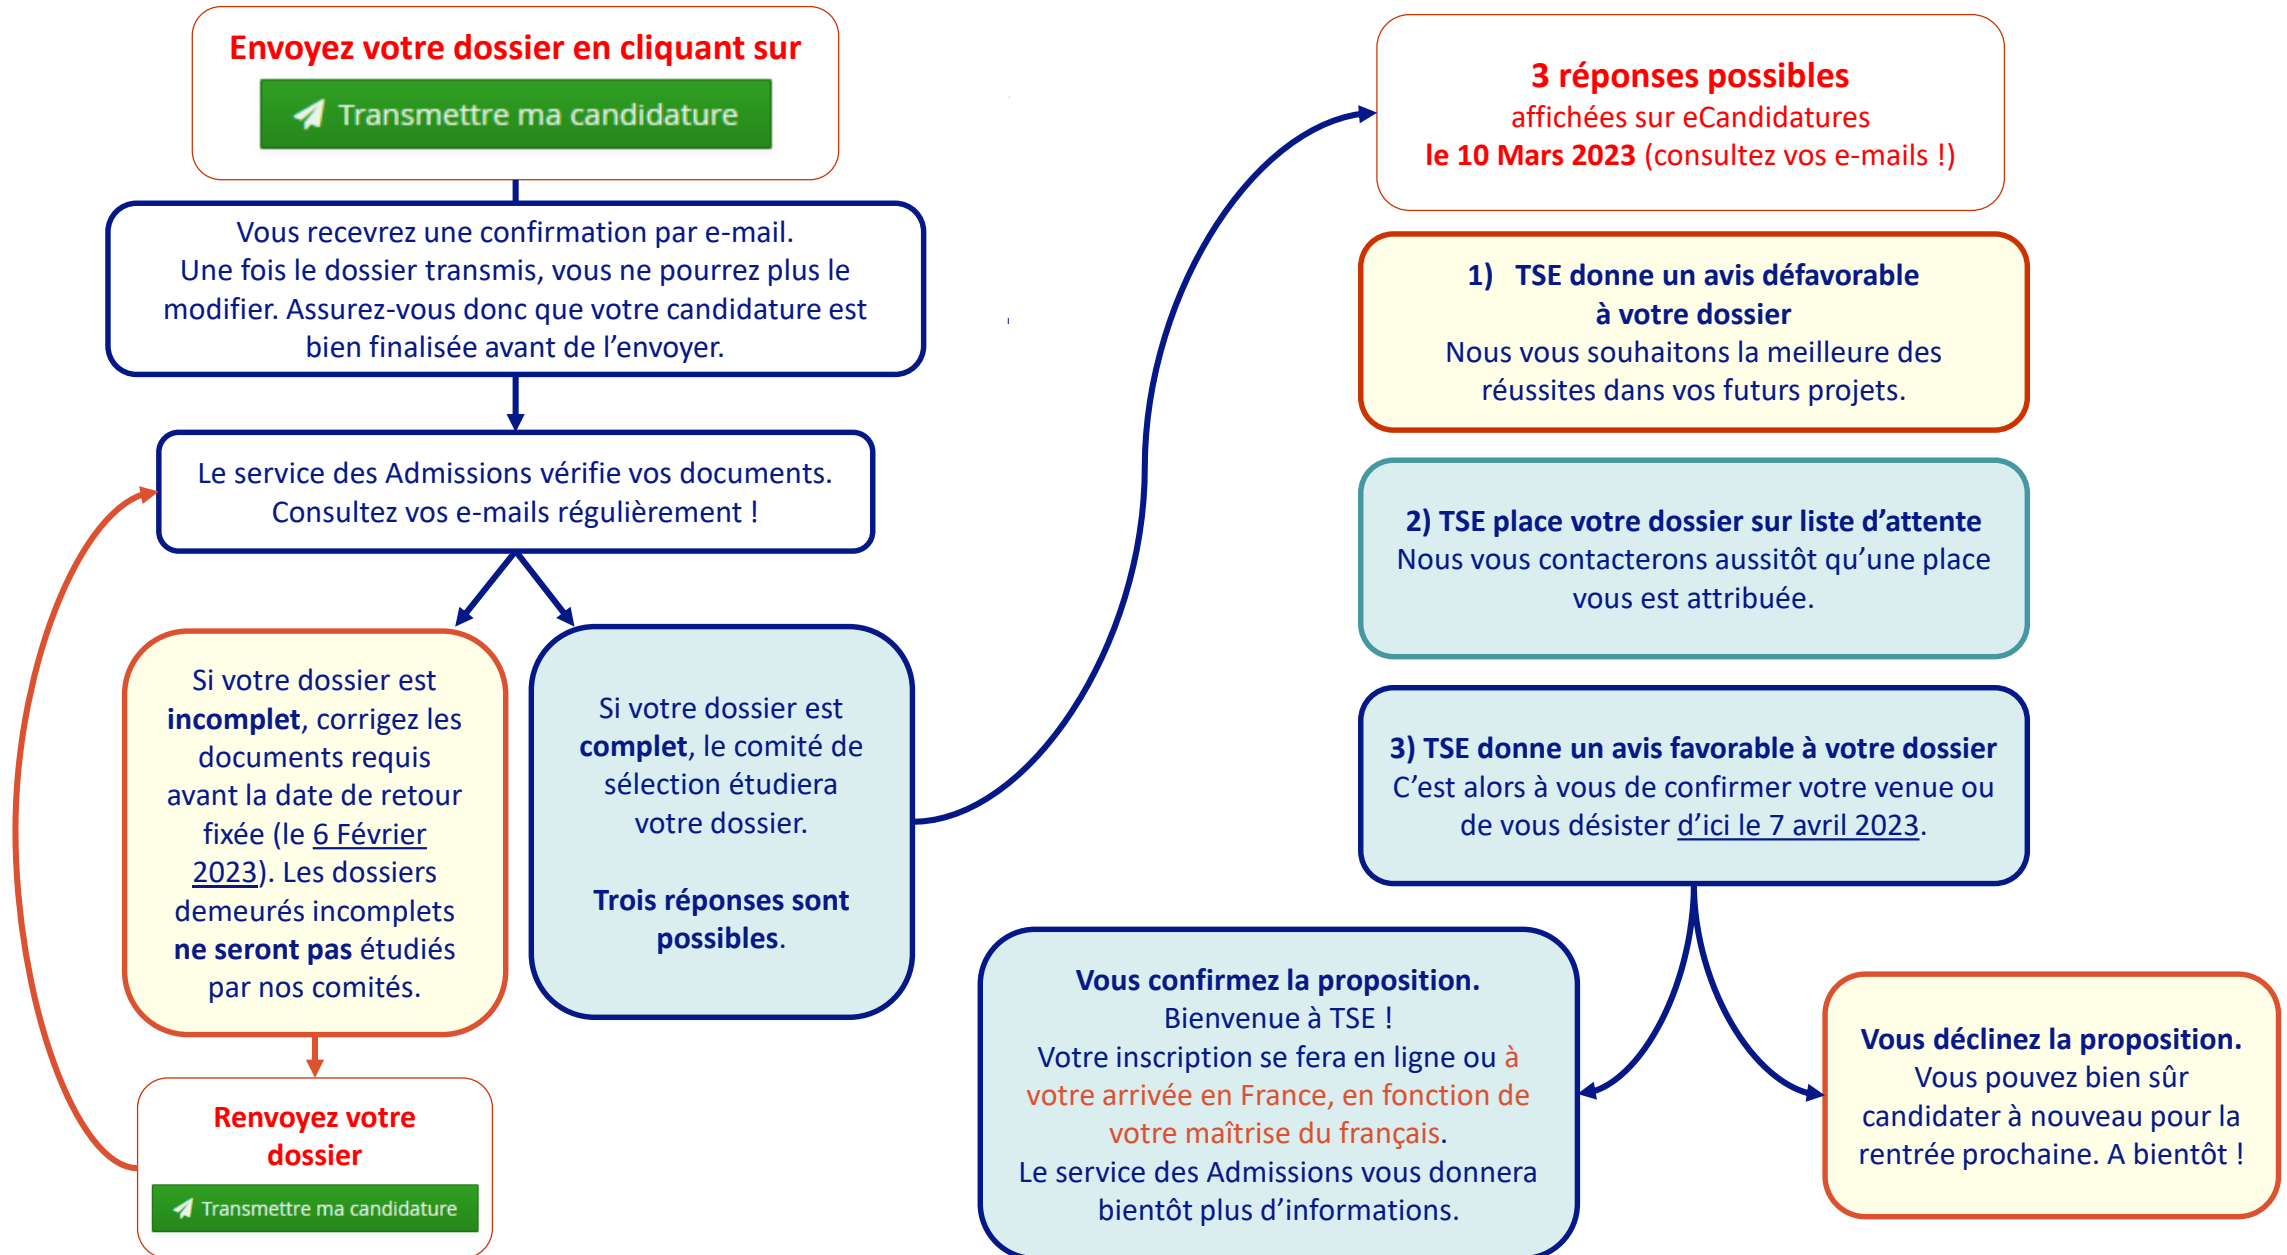 Envoyez votre dossier en cliquant sur
Transmettre ma candidature
Vous recevrez une confirmation par e-mail.
Une fois le dossier transmis, vous ne pourrez plus le
modifier. Assurez-vous donc que votre candidature est
bien finalisée avant de l’envoyer.
Le service des Admissions vérifie vos documents.
Consultez vos e-mails régulièrement !
Si votre dossier est
incomplet, corrigez les
documents requis
avant la date de retour
fixée (le 6 Février
2023). Les dossiers
demeurés incomplets
ne seront pas étudiés
par nos comités.
Renvoyez votre
dossier
Transmettre ma candidature
Si votre dossier est
complet, le comité de
sélection étudiera
votre dossier.
Trois réponses sont
possibles.
3 réponses possibles
affichées sur eCandidatures
le 10 Mars 2023 (consultez vos e-mails !)
1) TSE donne un avis défavorable
à votre dossier
Nous vous souhaitons la meilleure des
réussites dans vos futurs projets.
2) TSE place votre dossier sur liste d’attente
Nous vous contacterons aussitôt qu’une place
vous est attribuée.
3) TSE donne un avis favorable à votre dossier
C’est alors à vous de confirmer votre venue ou
de vous désister d’ici le 7 avril 2023.
Vous confirmez la proposition.
Bienvenue à TSE !
Votre inscription se fera en ligne ou à
votre arrivée en France, en fonction de
votre maîtrise du français.
Le service des Admissions vous donnera
bientôt plus d’informations.
Vous déclinez la proposition.
Vous pouvez bien sûr
candidater à nouveau pour la
rentrée prochaine. A bientôt !